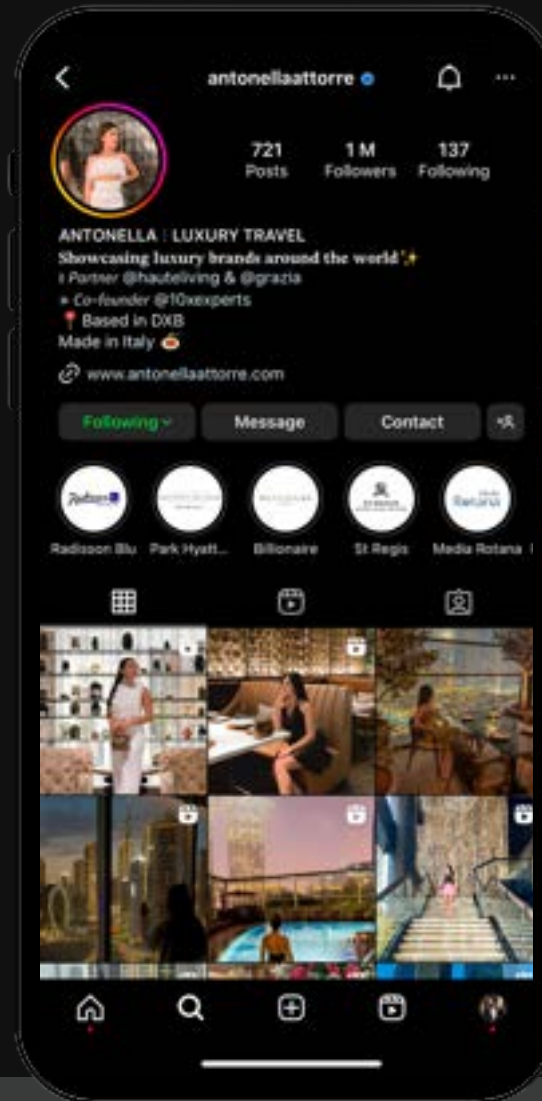 antonellaattorre
721 1 M 137
Posts Followers Following
ANTONELLA | LUXURY TRAVEL
Showcasing luxury brands around the world✨
Partner @hauteliving & @grazia
Co-founder @10xexperts
📍 Based in DXB
Made in Italy 🍝
www.antonellaattorre.com
Following Message Contact
Radisson
Rotana
Radisson Blu Park Hyatt... Billionaire St Regis Media Rotana